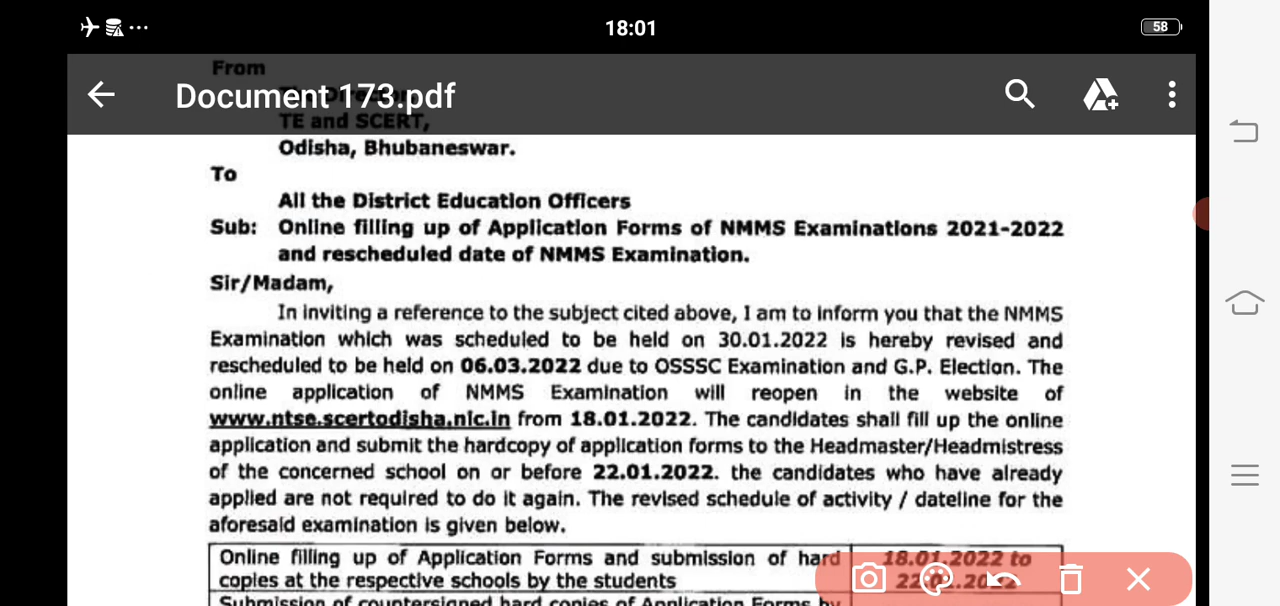 18:01
58
From
Document 173.pdf
TE and SCERT,
Odisha, Bhubaneswar.
To
All the District Education Officers
Sub: Online filling up of Application Forms of NMMS Examinations 2021-2022
and rescheduled date of NMMS Examination.
Sir/Madam,
In inviting a reference to the subject cited above, I am to inform you that the NMMS
Examination which was scheduled to be held on 30.01.2022 is hereby revised and
rescheduled to be held on 06.03.2022 due to OSSSC Examination and G.P. Election. The
online application of NMMS Examination will reopen in the website of
www.ntse.scertodisha.nic.in from 18.01.2022. The candidates shall fill up the online
application and submit the hardcopy of application forms to the Headmaster/Headmistress
of the concerned school on or before 22.01.2022. the candidates who have already
applied are not required to do it again. The revised schedule of activity / dateline for the
aforesaid examination is given below.
Online filling up of Application Forms and submission of hard 18.01.2022 to
copies at the respective schools by the students
Submission of countersigned hard copies of Application Forms by